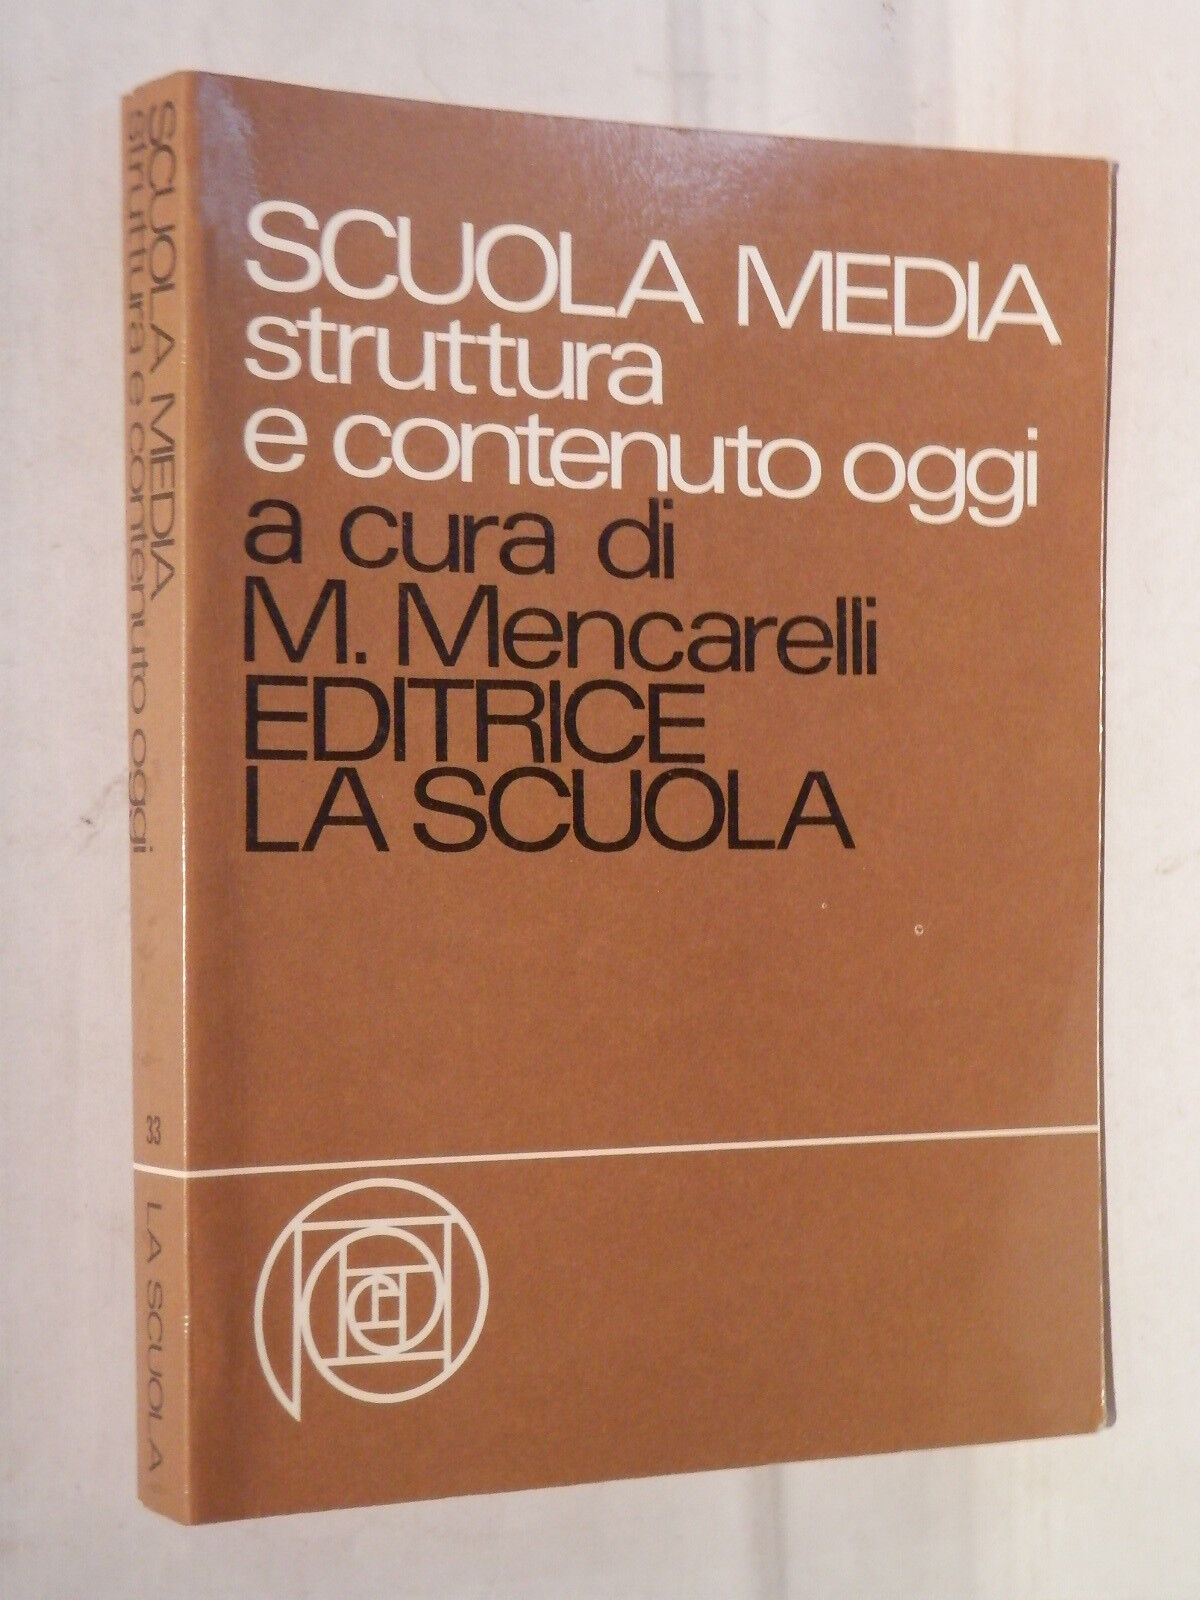 SCUOLA MEDIA
struttura
e contenuto oggi
a cura di
M. Mencarelli
EDITRICE
LA SCUOLA
SCUOLA MEDIA
struttura e contenuto oggi
33
LA SCUOLA